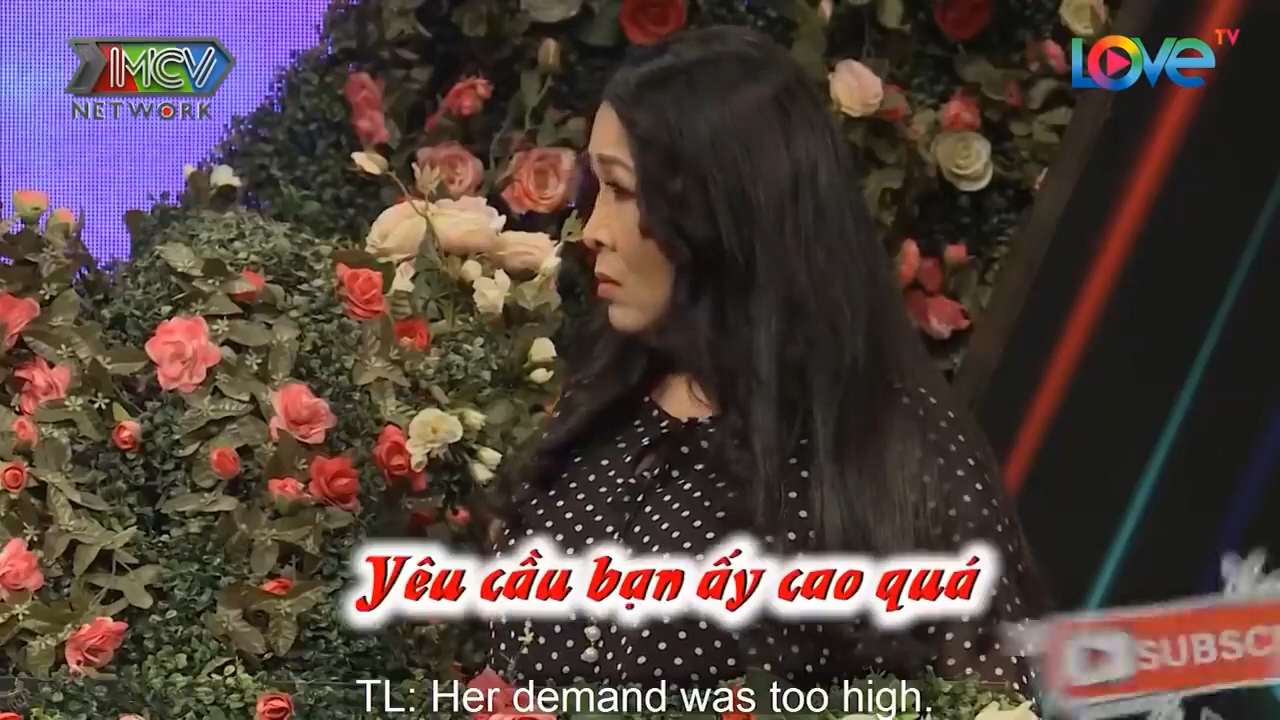 MCV
NETWORK
LOVE TV
Yêu cầu bạn ấy cao quá
SUBSC
TL: Her demand was too high.